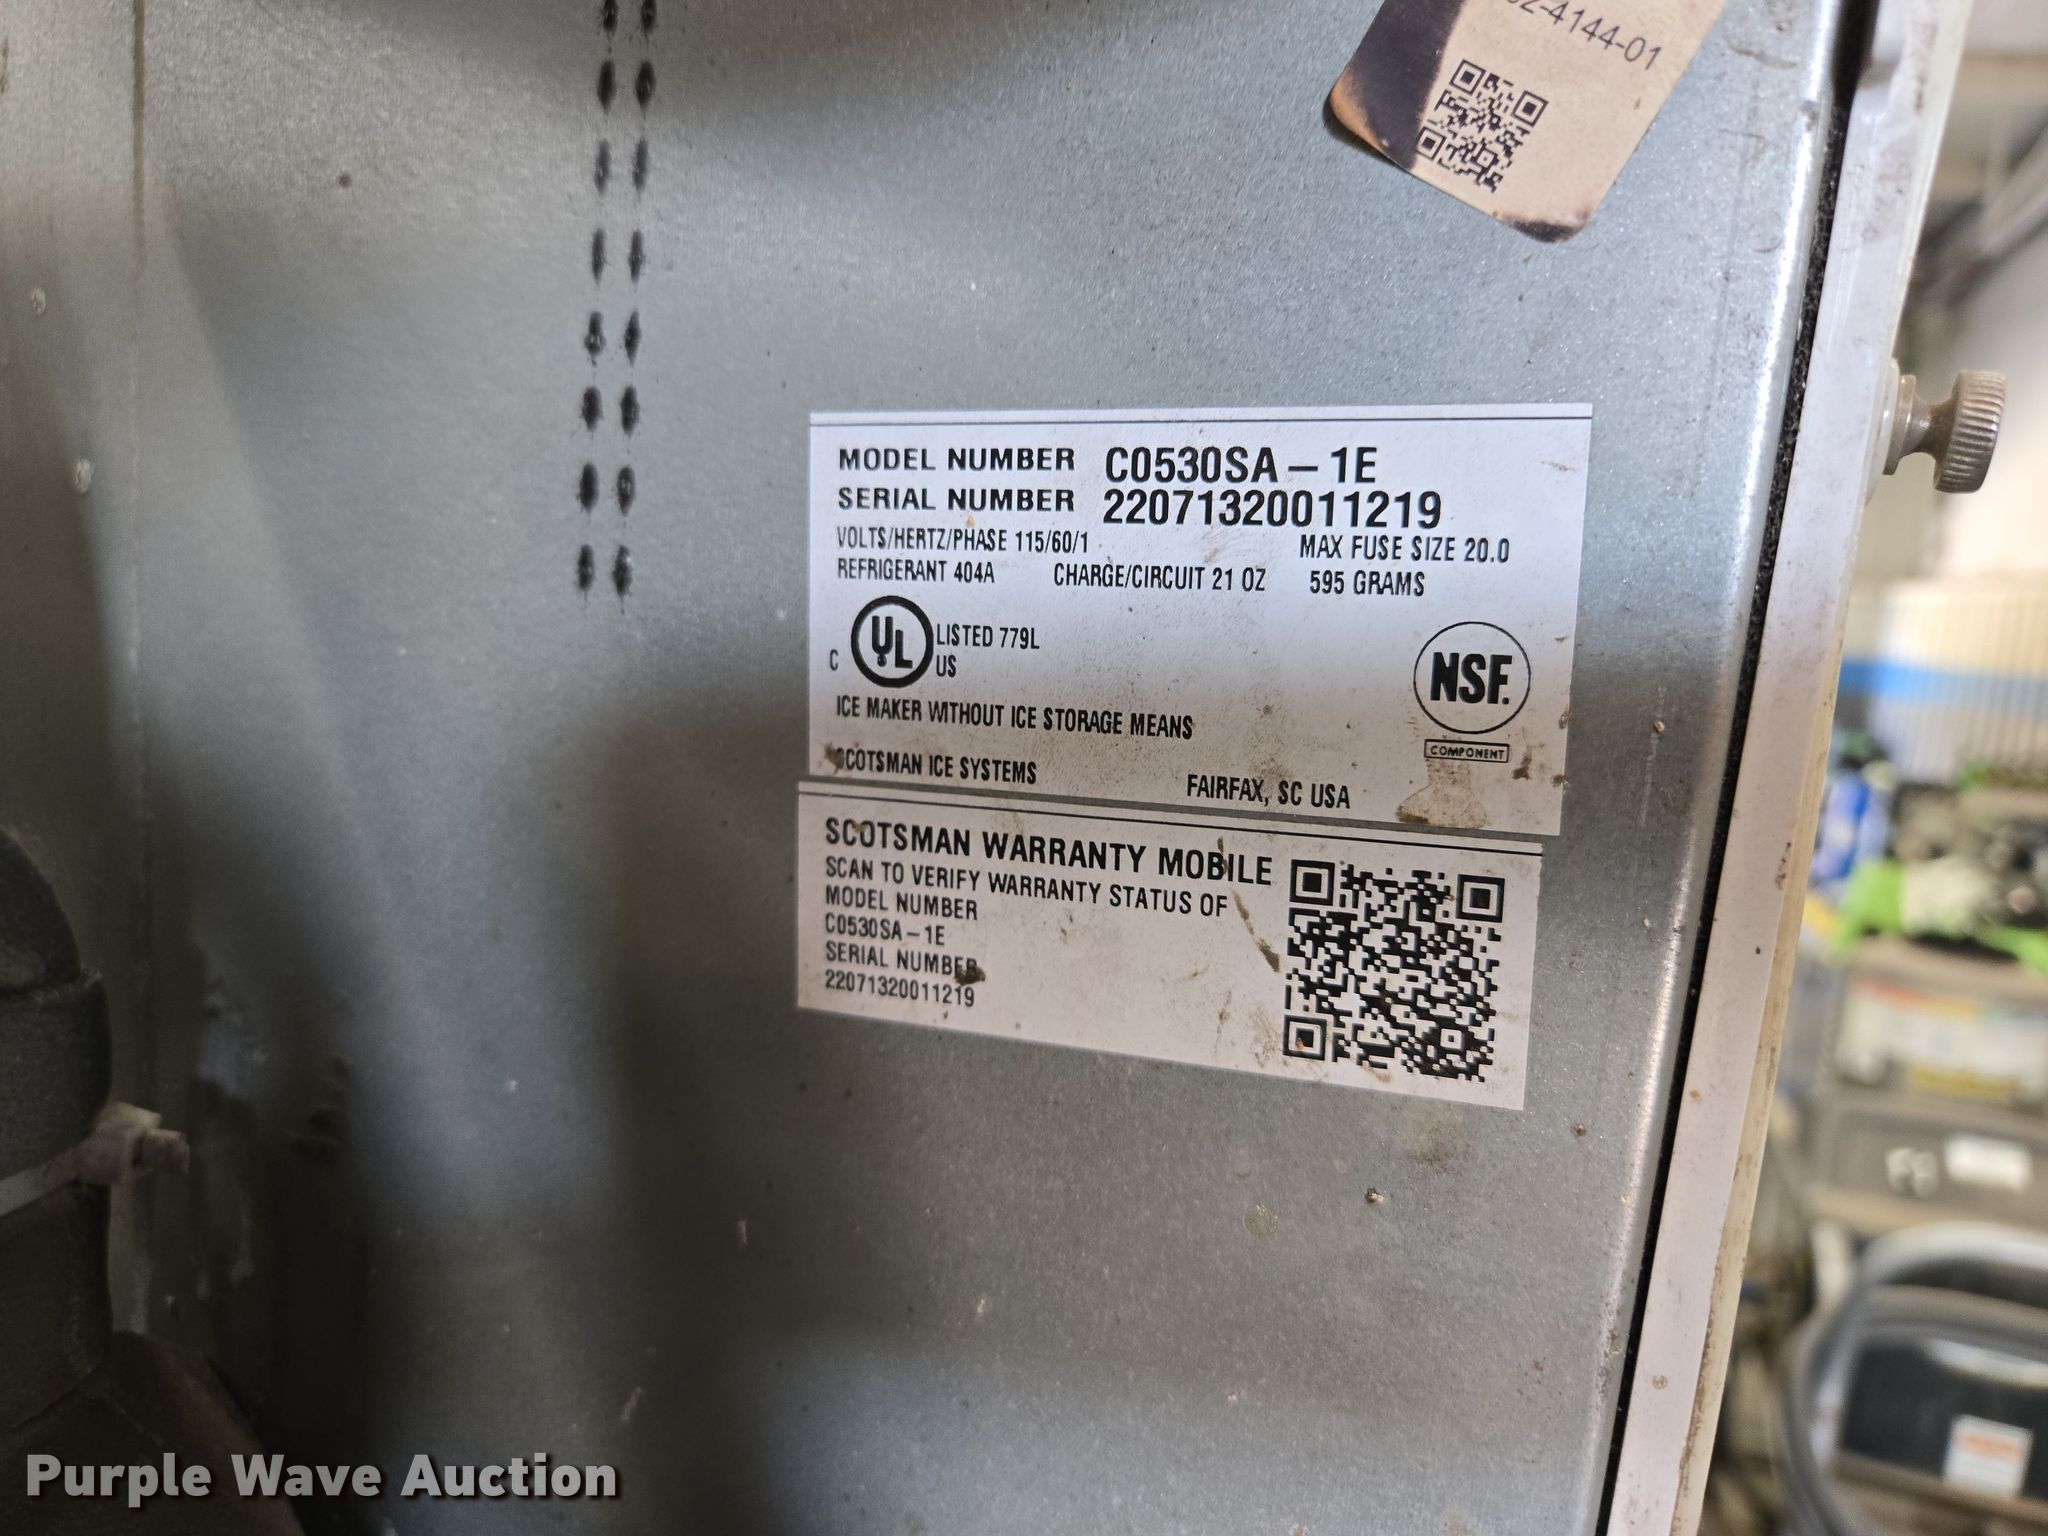 2-4144-01
MODEL NUMBER C0530SA-1E
SERIAL NUMBER 22071320011219
VOLTS/HERTZ/PHASE 115/60/1 MAX FUSE SIZE 20.0
REFRIGERANT 404A CHARGE/CIRCUIT 21 OZ 595 GRAMS
C UL LISTED 779L
US
NSF.
COMPONENT
ICE MAKER WITHOUT ICE STORAGE MEANS
SCOTSMAN ICE SYSTEMS FAIRFAX, SC USA
SCOTSMAN WARRANTY MOBILE
SCAN TO VERIFY WARRANTY STATUS OF
MODEL NUMBER
C0530SA-1E
SERIAL NUMBER
22071320011219
Purple Wave Auction